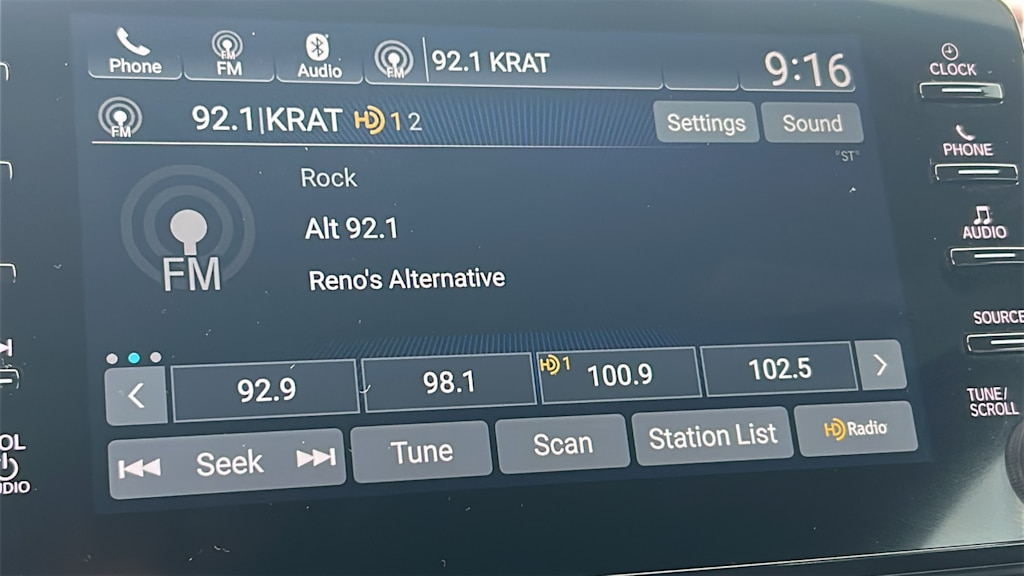 Phone
FM
Audio
FM
92.1 KRAT
9:16
CLOCK
FM
92.1|KRAT HD 1 2
Settings
Sound
PHONE
"ST"
Rock
Alt 92.1
Reno's Alternative
FM
AUDIO
SOURCE
92.9
98.1
HD 1
100.9
102.5
TUNE/
SCROLL
Seek
Tune
Scan
Station List
HD Radio
OL
UDIO